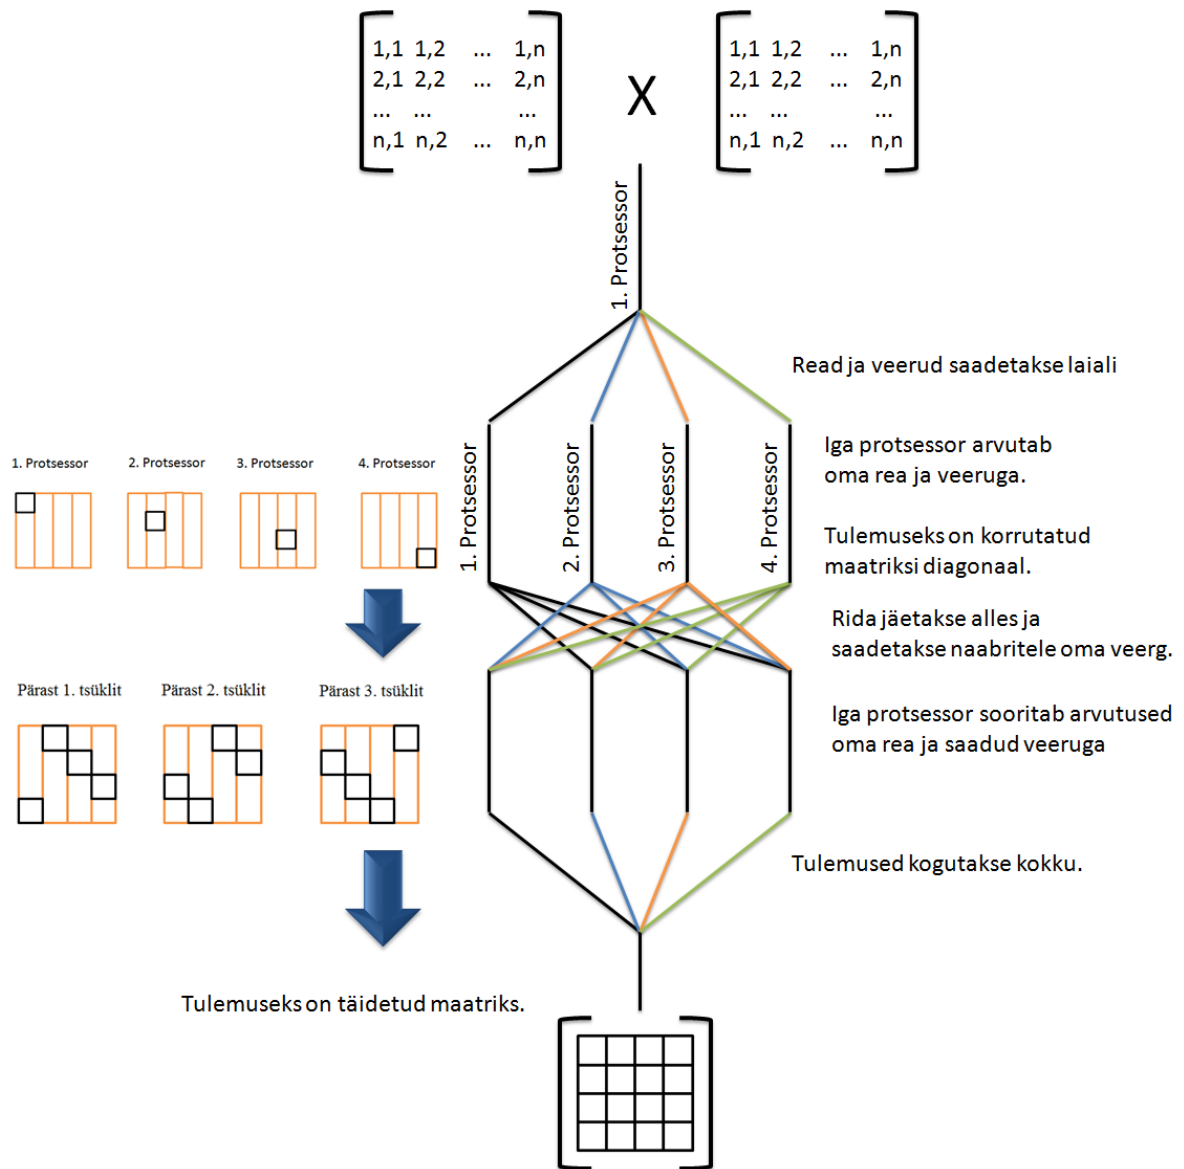 1,1 1,2 ... 1,n
2,1 2,2 ... 2,n
... ... ...
n,1 n,2 ... n,n
X
1,1 1,2 ... 1,n
2,1 2,2 ... 2,n
... ... ...
n,1 n,2 ... n,n
1. Protsessor
Read ja veerud saadetakse laiali
1. Protsessor
2. Protsessor
3. Protsessor
4. Protsessor
Iga protsessor arvutab
oma rea ja veeruga.
Tulemuseks on korrutatud
maatriksi diagonaal.
1. Protsessor
2. Protsessor
3. Protsessor
4. Protsessor
Rida jäetakse alles ja
saadetakse naabritele oma veerg.
Pärast 1. tsüklit
Pärast 2. tsüklit
Pärast 3. tsüklit
Iga protsessor sooritab arvutused
oma rea ja saadud veeruga
Tulemused kogutakse kokku.
Tulemuseks on täidetud maatriks.